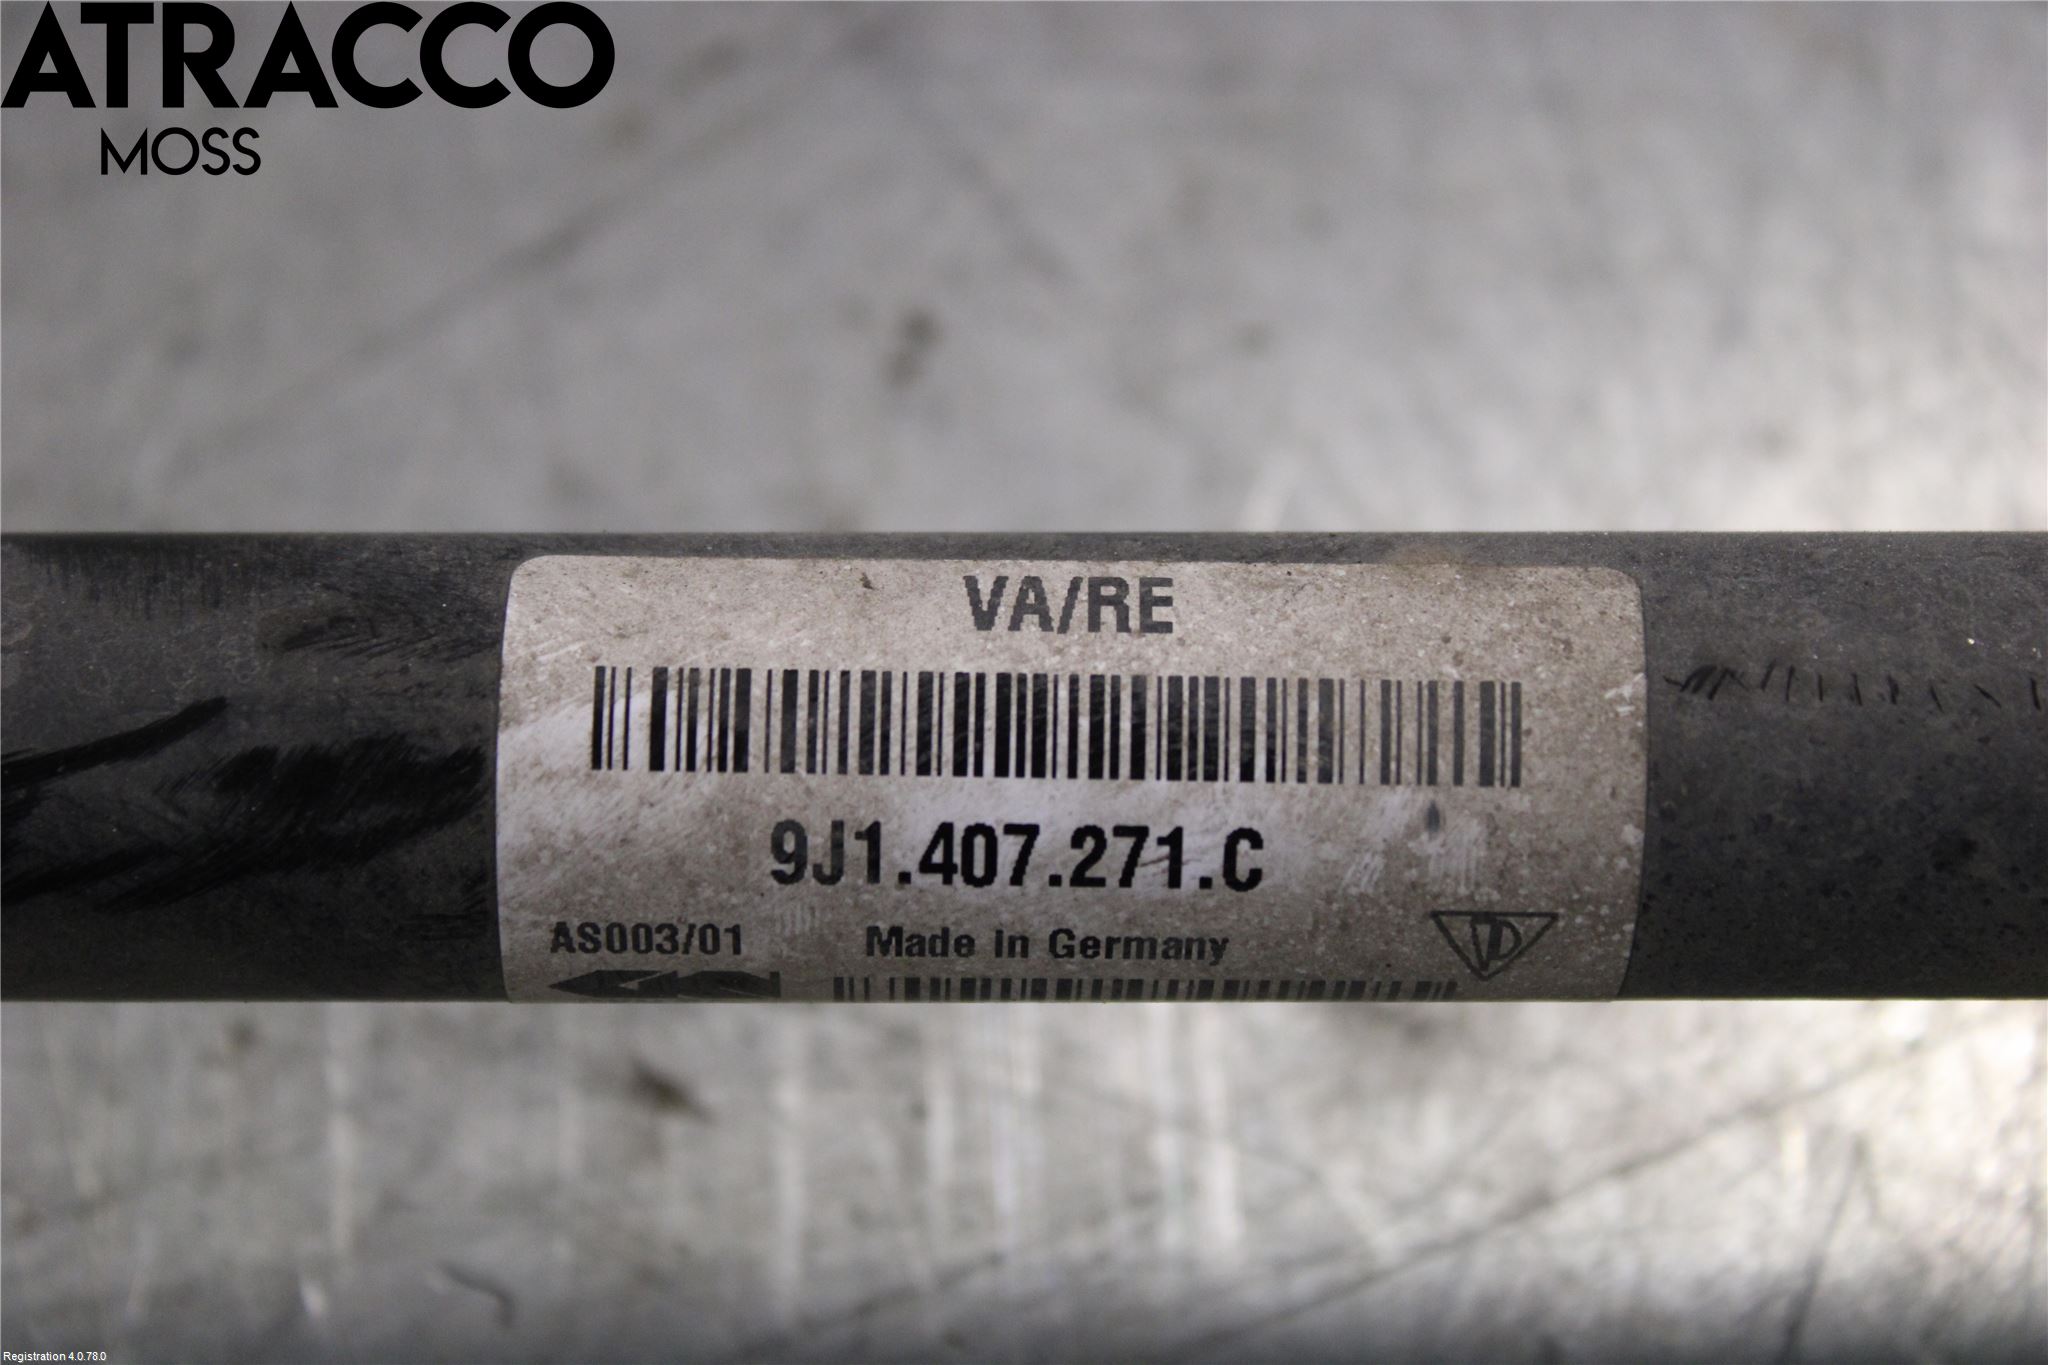 ATRACCO
MOSS
VA/RE
9J1.407.271.C
AS003/01 Made in Germany
Registration 4.0.78.0